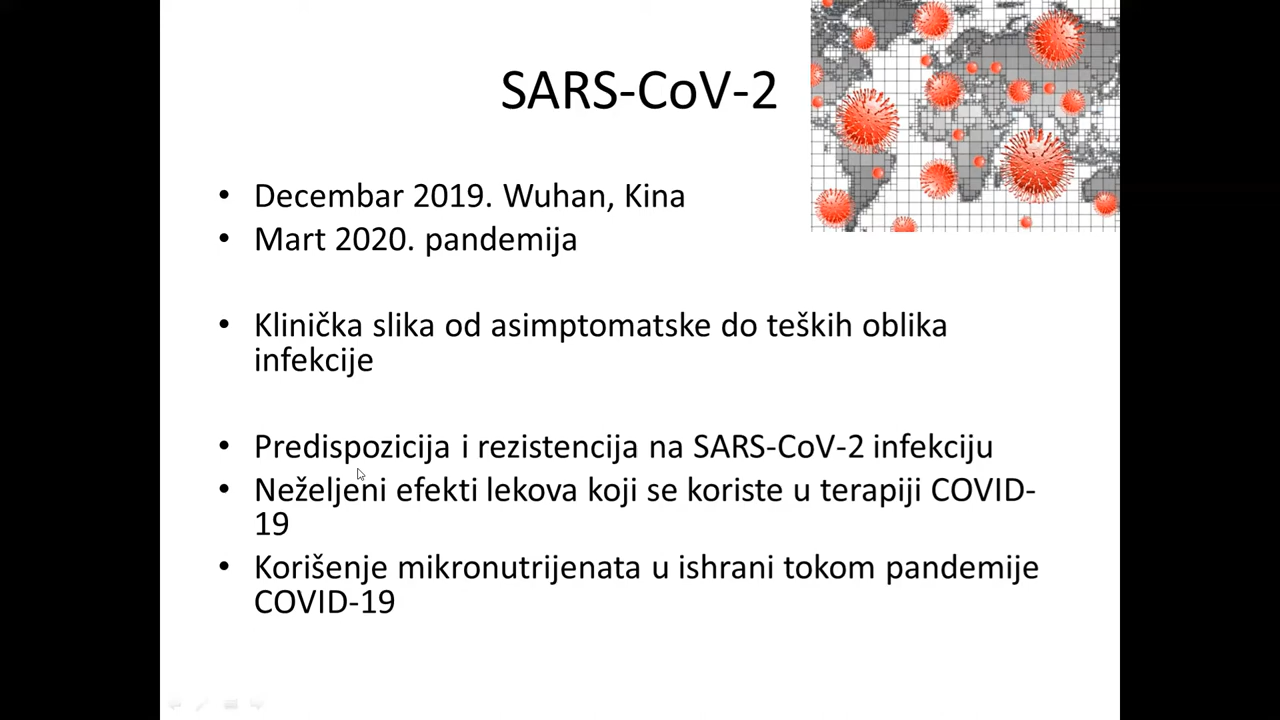 SARS-CoV-2
• Decembar 2019. Wuhan, Kina
• Mart 2020. pandemija
• Klinička slika od asimptomatske do teških oblika
infekcije
• Predispozicija i rezistencija na SARS-CoV-2 infekciju
• Neželjeni efekti lekova koji se koriste u terapiji COVID-
19
• Korišenje mikronutrijenata u ishrani tokom pandemije
COVID-19